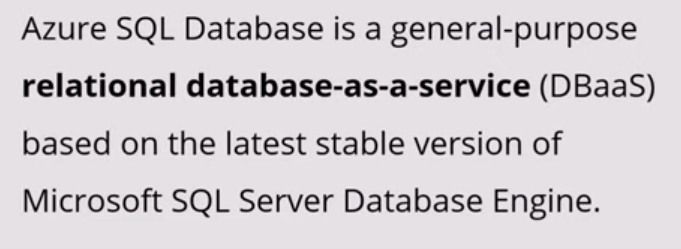 Azure SQL Database is a general-purpose
relational database-as-a-service (DBaaS)
based on the latest stable version of
Microsoft SQL Server Database Engine.